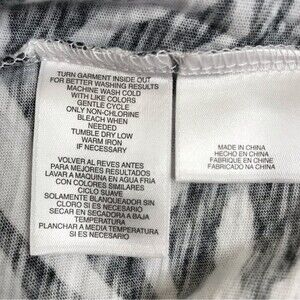 TURN GARMENT INSIDE OUT
FOR BETTER WASHING RESULTS
MACHINE WASH COLD
WITH LIKE COLORS
GENTLE CYCLE
ONLY NON-CHLORINE
BLEACH WHEN
NEEDED
TUMBLE DRY LOW
WARM IRON
IF NECESSARY
VOLVER AL REVES ANTES
PARA MEJORES RESULTADOS
LAVAR A MAQUINA EN AGUA FRIA
CON COLORES SIMILARES
CICLO SUAVE
SOLAMENTE BLANQUEADOR SIN
CLORO SI ES NECESARIO
SECAR EN SECADORA A BAJA
TEMPERATURA
PLANCHAR A MEDIA TEMPERATURA
SI ES NECESARIO
MADE IN CHINA
HECHO EN CHINA
FABRIQUE EN CHINE
FABRICADO NA CHINA